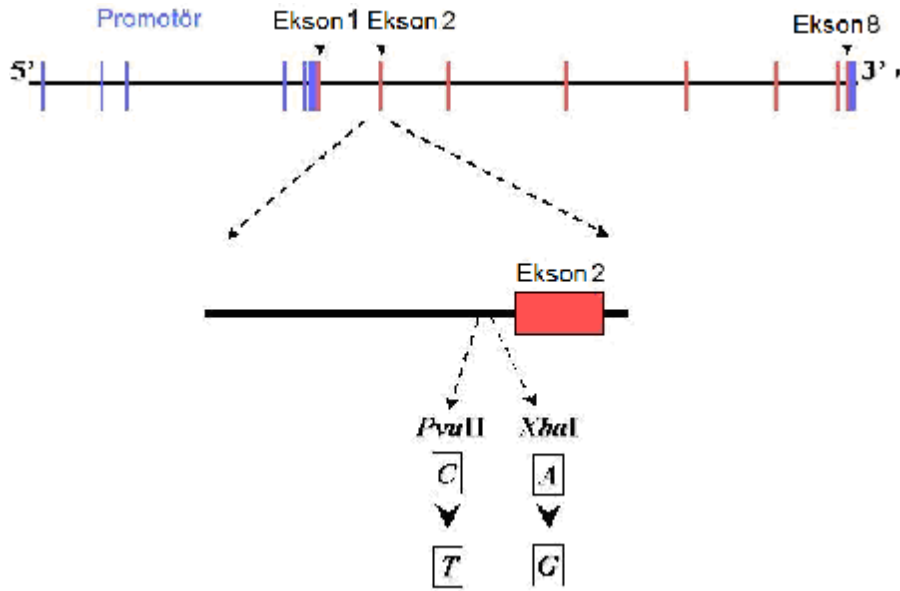 Promotör
Ekson 1 Ekson 2
Ekson 8
5'
3'
Ekson 2
PvuII XbaI
C A
T G